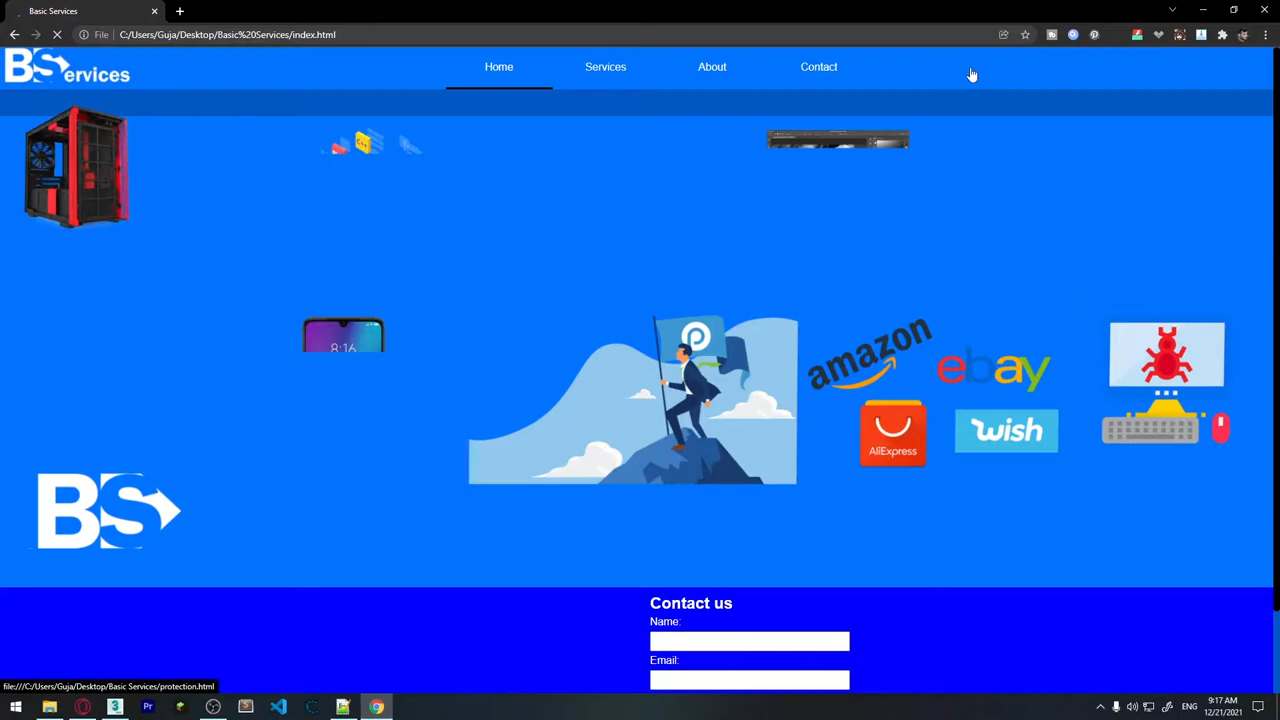 Basic Services
File
C:/Users/Guja/Desktop/Basic%20Services/index.html
BServices
Home
Services
About
Contact
C++
8:16
amazon
ebay
AliExpress
wish
BS
Contact us
Name:
Email:
file:///C:/Users/Guja/Desktop/Basic Services/protection.html
Pr
ENG
9:17 AM
12/21/2021